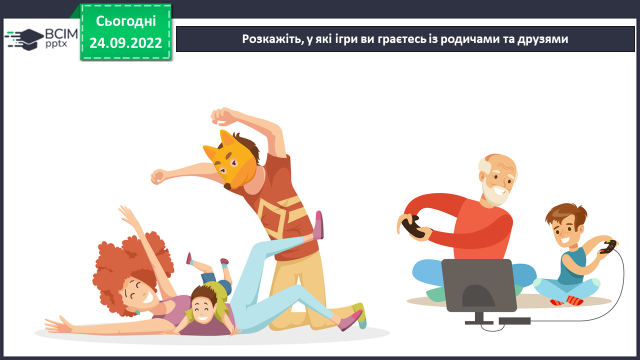 ВСІМ
pptx
Сьогодні
24.09.2022
Розкажіть, у які ігри ви граєтесь із родичами та друзями